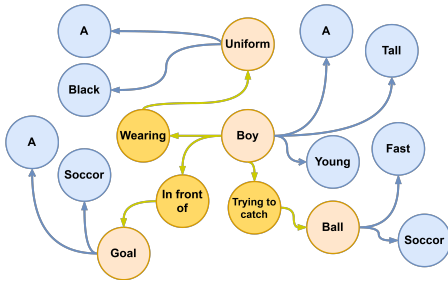 A
Uniform
A
Tall
Black
Wearing
Boy
A
Young
Fast
Soccor
In front
of
Trying to
catch
Goal
Ball
Soccor